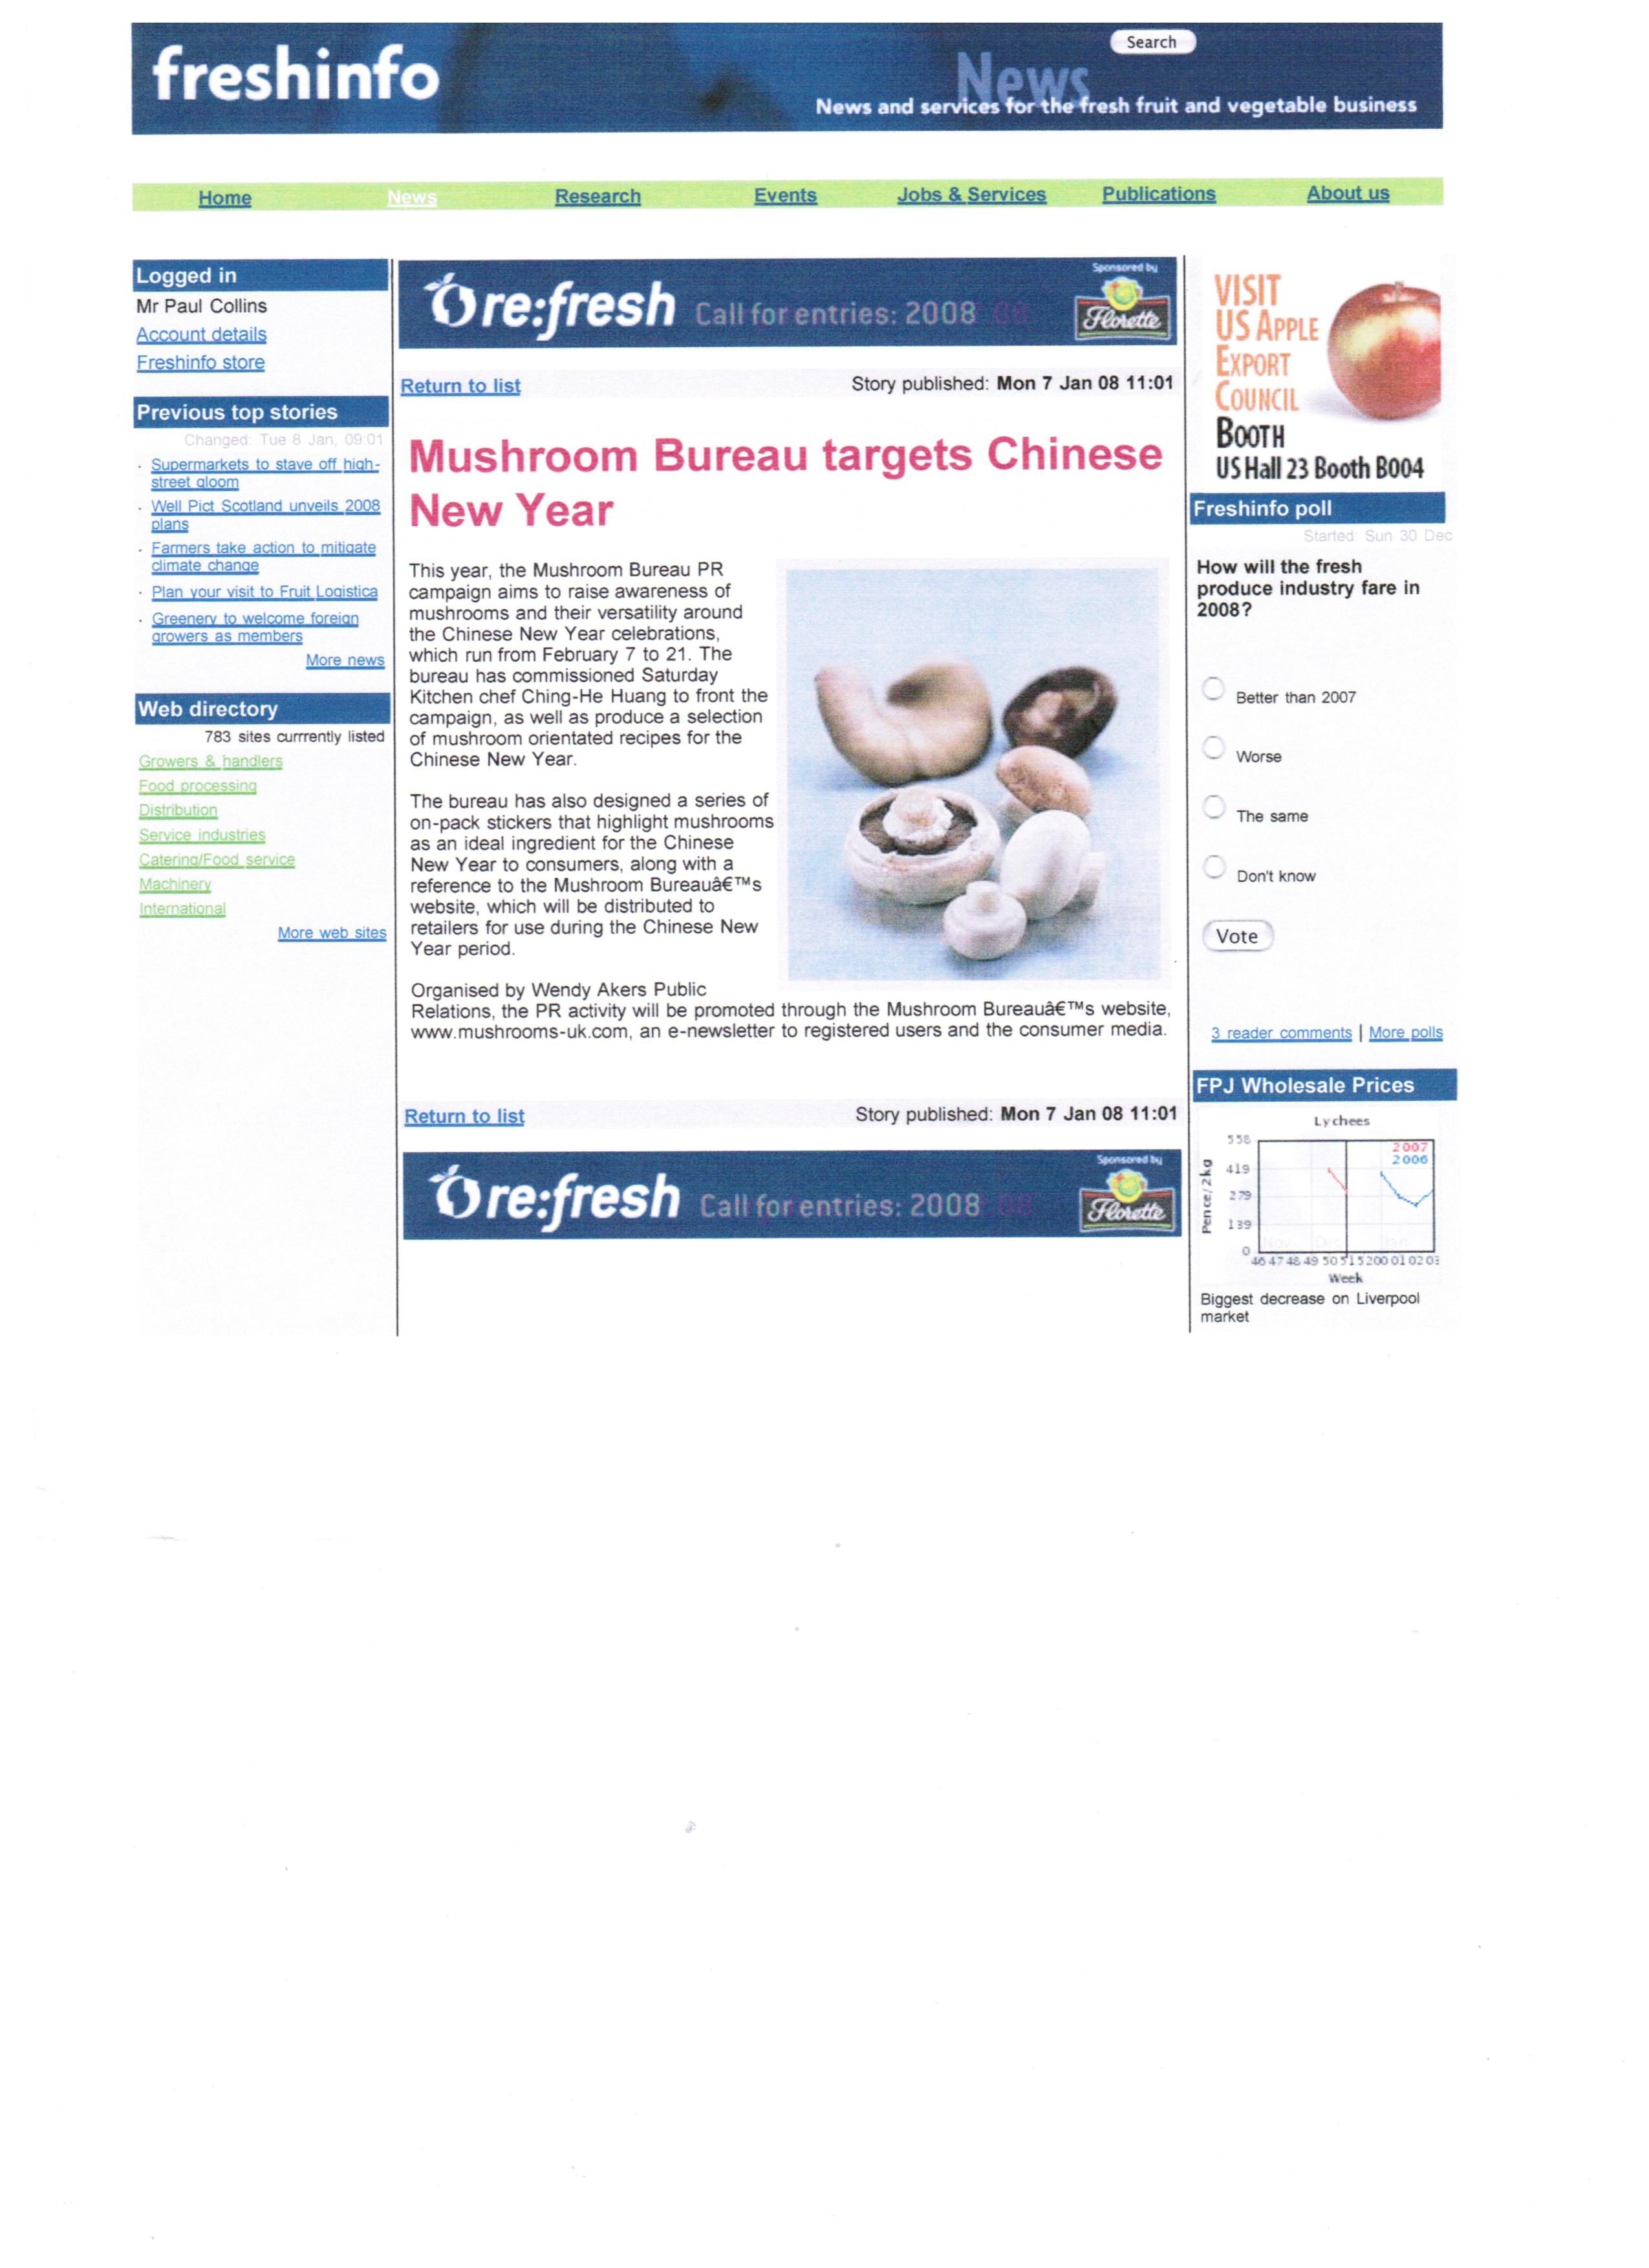 freshinfo
Search
News
News and services for the fresh fruit and vegetable business
Home News Research Events Jobs & Services Publications About us
Logged in
Mr Paul Collins
Account details
Freshinfo store
Previous top stories
Changed: Tue 8 Jan, 09:01
· Supermarkets to stave off high-
street gloom
· Well Pict Scotland unveils 2008
plans
· Farmers take action to mitigate
climate change
· Plan your visit to Fruit Logistica
· Greenery to welcome foreign
growers as members
More news
Web directory
783 sites currrently listed
Growers & handlers
Food processing
Distribution
Service industries
Catering/Food service
Machinery
International
More web sites
re:fresh Call for entries: 2008
Sponsored by
Florette
Return to list Story published: Mon 7 Jan 08 11:01
Mushroom Bureau targets Chinese
New Year
This year, the Mushroom Bureau PR
campaign aims to raise awareness of
mushrooms and their versatility around
the Chinese New Year celebrations,
which run from February 7 to 21. The
bureau has commissioned Saturday
Kitchen chef Ching-He Huang to front the
campaign, as well as produce a selection
of mushroom orientated recipes for the
Chinese New Year.
The bureau has also designed a series of
on-pack stickers that highlight mushrooms
as an ideal ingredient for the Chinese
New Year to consumers, along with a
reference to the Mushroom Bureauâ€™s
website, which will be distributed to
retailers for use during the Chinese New
Year period.
Organised by Wendy Akers Public
Relations, the PR activity will be promoted through the Mushroom Bureauâ€™s website,
www.mushrooms-uk.com, an e-newsletter to registered users and the consumer media.
Return to list Story published: Mon 7 Jan 08 11:01
re:fresh Call for entries: 2008
Sponsored by
Florette
VISIT
US APPLE
EXPORT
COUNCIL
BOOTH
US Hall 23 Booth B004
Freshinfo poll
Started: Sun 30 Dec
How will the fresh
produce industry fare in
2008?
Better than 2007
Worse
The same
Don't know
Vote
3 reader comments | More polls
FPJ Wholesale Prices
Lychees
Pence/2kg
558
419
279
139
0
2007
2006
Nov Dec Jan
46 47 48 49 50 51 52 00 01 02 03
Week
Biggest decrease on Liverpool
market